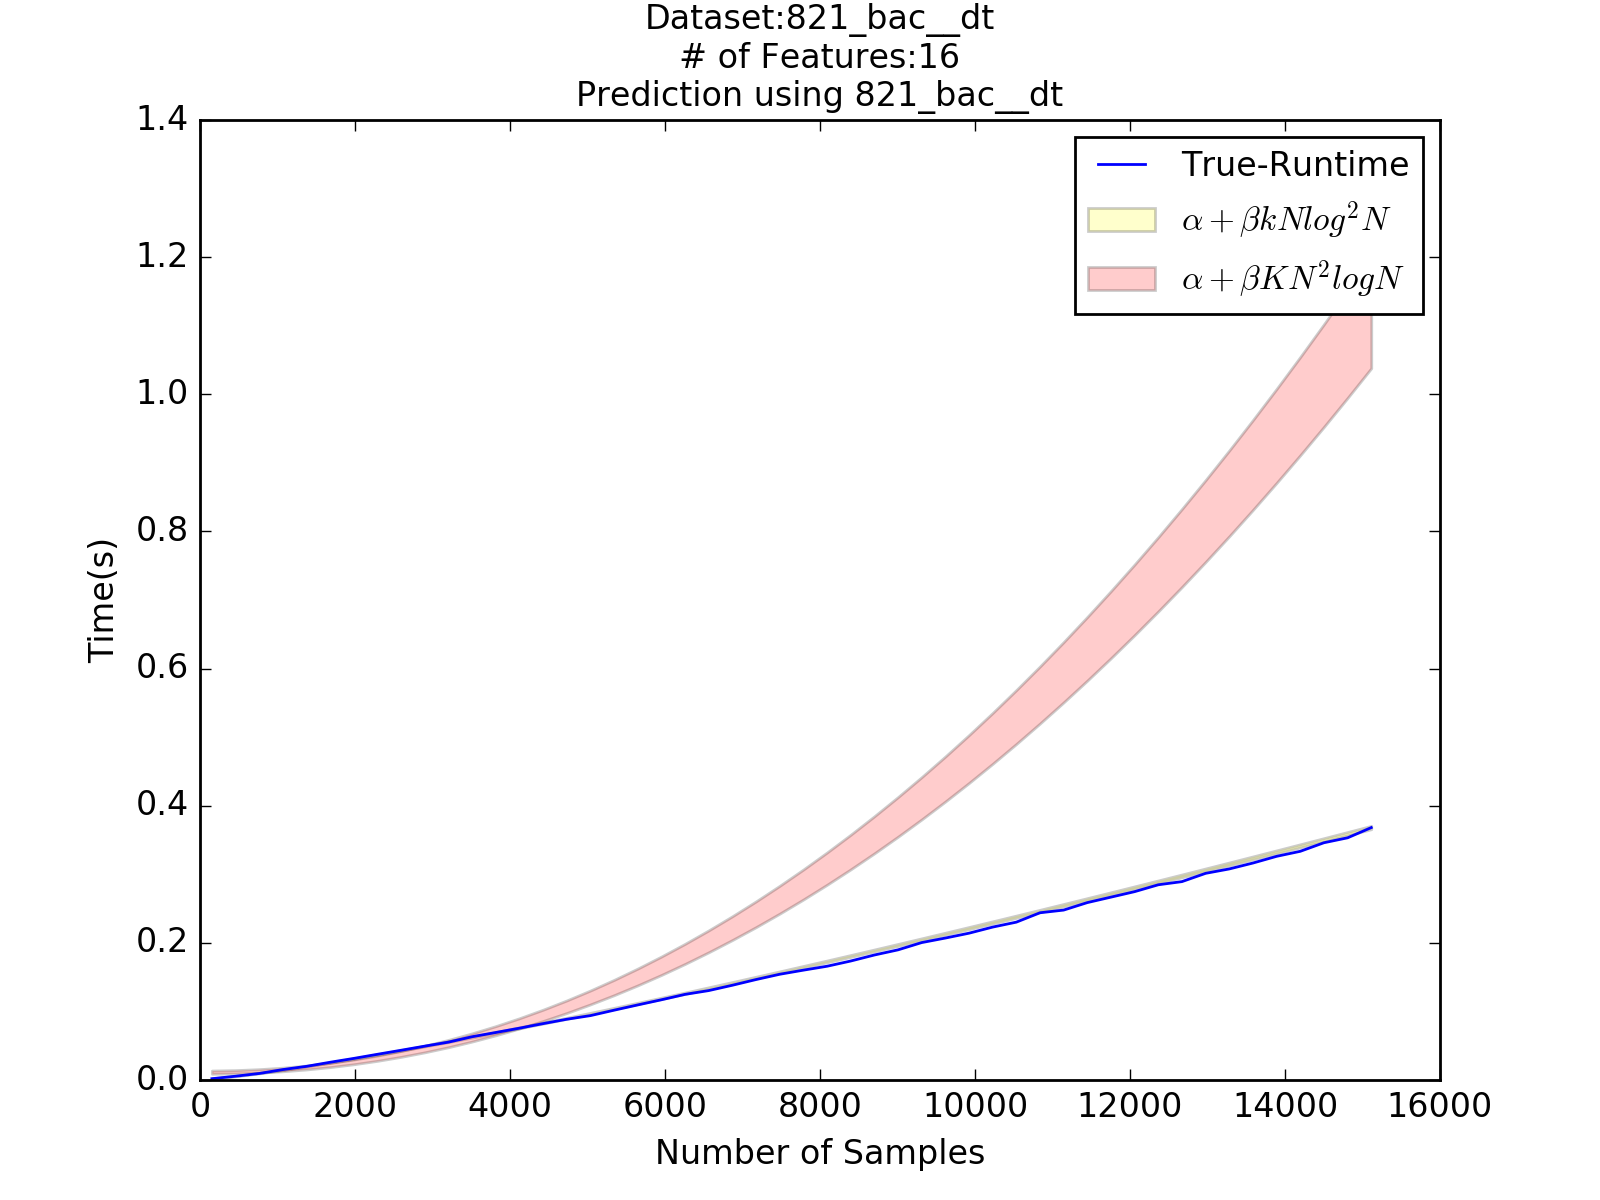 Dataset:821_bac__dt
# of Features:16
Prediction using 821_bac__dt
1.4
1.2
1.0
0.8
0.6
0.4
0.2
0.0
Time(s)
True-Runtime
α + βkNlog²N
α + βKN²logN
0 2000 4000 6000 8000 10000 12000 14000 16000
Number of Samples